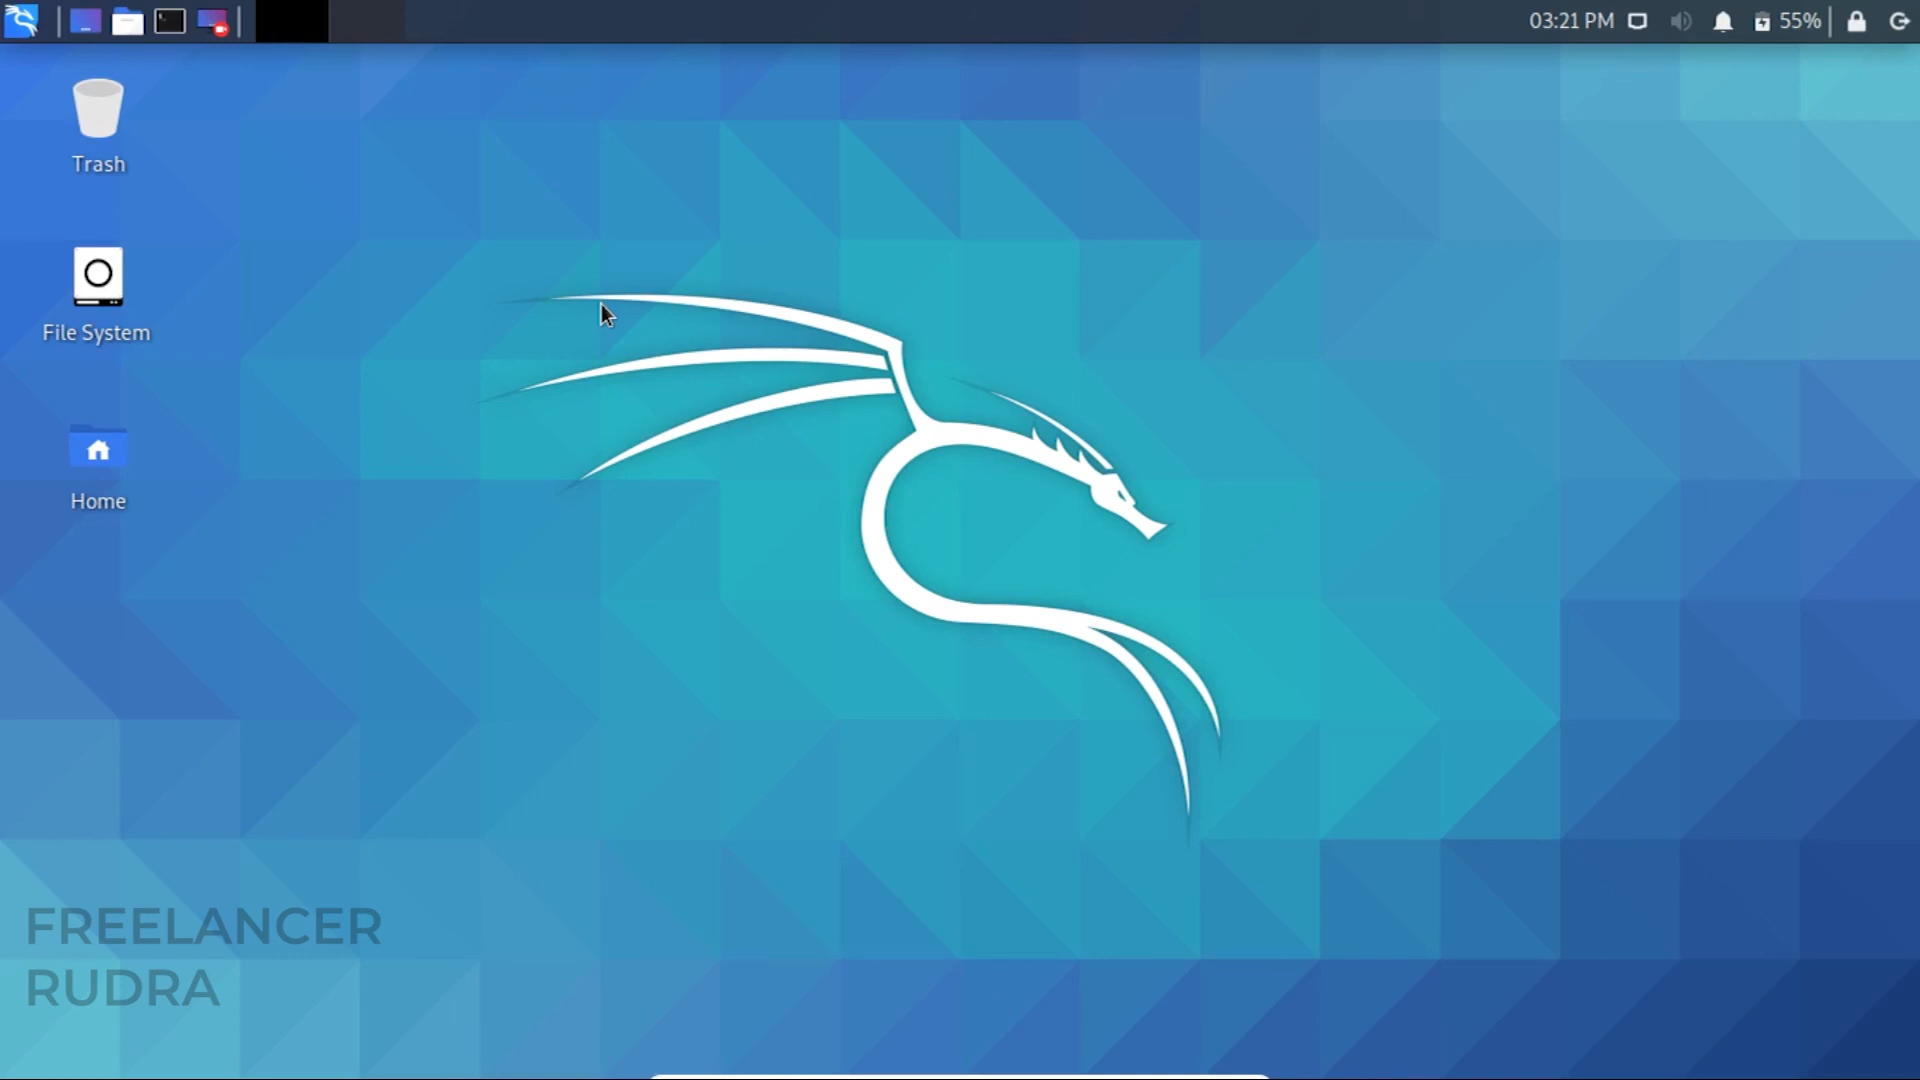 03:21 PM
55%
Trash
File System
Home
FREELANCER
RUDRA